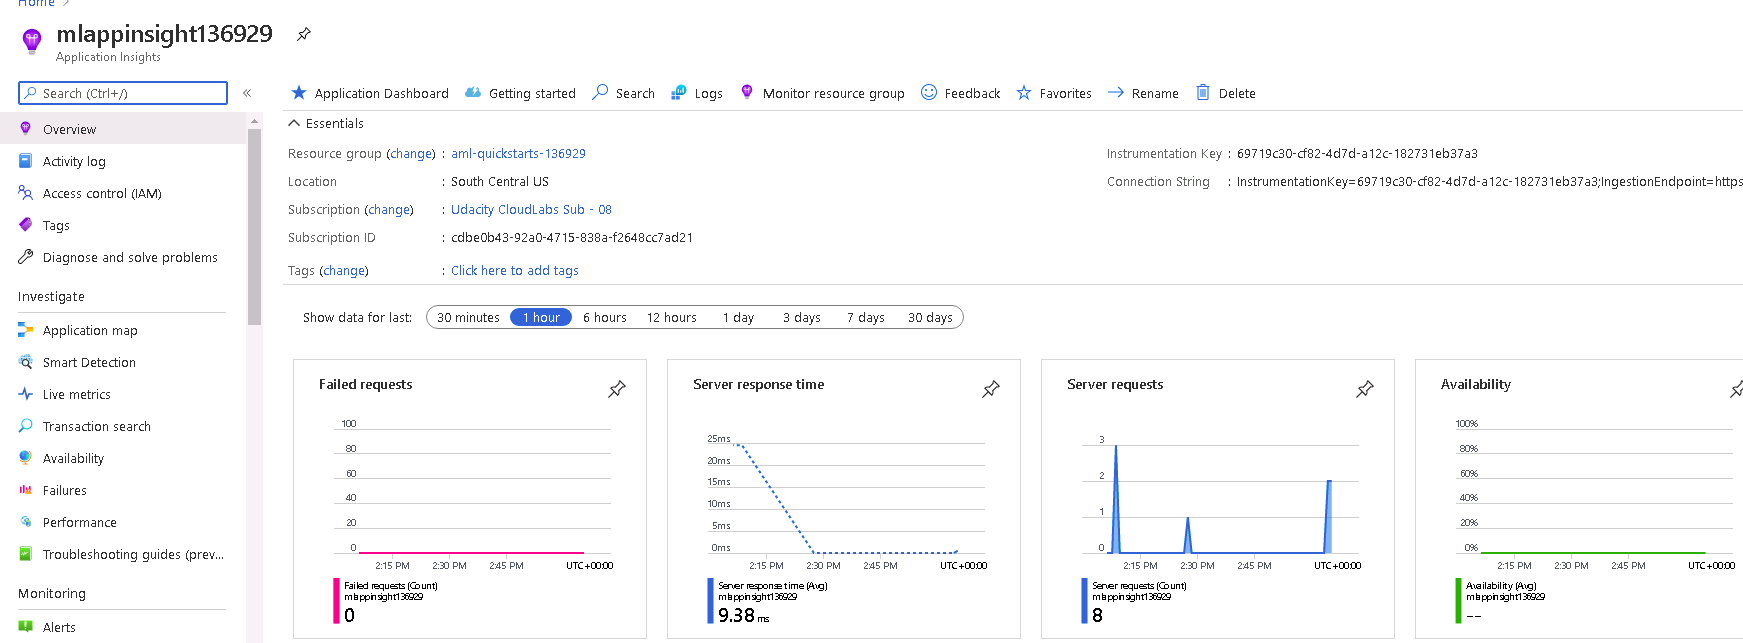 Home >
mlappinsight136929
Application Insights
Search (Ctrl+/)
«
Application Dashboard
Getting started
Search
Logs
Monitor resource group
Feedback
Favorites
Rename
Delete
Overview
Activity log
Access control (IAM)
Tags
Diagnose and solve problems
Investigate
Application map
Smart Detection
Live metrics
Transaction search
Availability
Failures
Performance
Troubleshooting guides (prev...
Monitoring
Alerts
Essentials
Resource group (change) : aml-quickstarts-136929
Location : South Central US
Subscription (change) : Udacity CloudLabs Sub - 08
Subscription ID : cdbe0b43-92a0-4715-838a-f2648cc7ad21
Tags (change) : Click here to add tags
Instrumentation Key : 69719c30-cf82-4d7d-a12c-182731eb37a3
Connection String : InstrumentationKey=69719c30-cf82-4d7d-a12c-182731eb37a3;IngestionEndpoint=https
Show data for last: 30 minutes 1 hour 6 hours 12 hours 1 day 3 days 7 days 30 days
Failed requests
100
80
60
40
20
0
2:15 PM 2:30 PM 2:45 PM UTC+00:00
Failed requests (Count)
mlappinsight136929
0
Server response time
25ms
20ms
15ms
10ms
5ms
0ms
2:15 PM 2:30 PM 2:45 PM UTC+00:00
Server response time (Avg)
mlappinsight136929
9.38 ms
Server requests
3
2
1
0
2:15 PM 2:30 PM 2:45 PM UTC+00:00
Server requests (Count)
mlappinsight136929
8
Availability
100%
80%
60%
40%
20%
0%
2:15 PM 2:30 PM 2:45 PM UTC+00:00
Availability (Avg)
mlappinsight136929
--